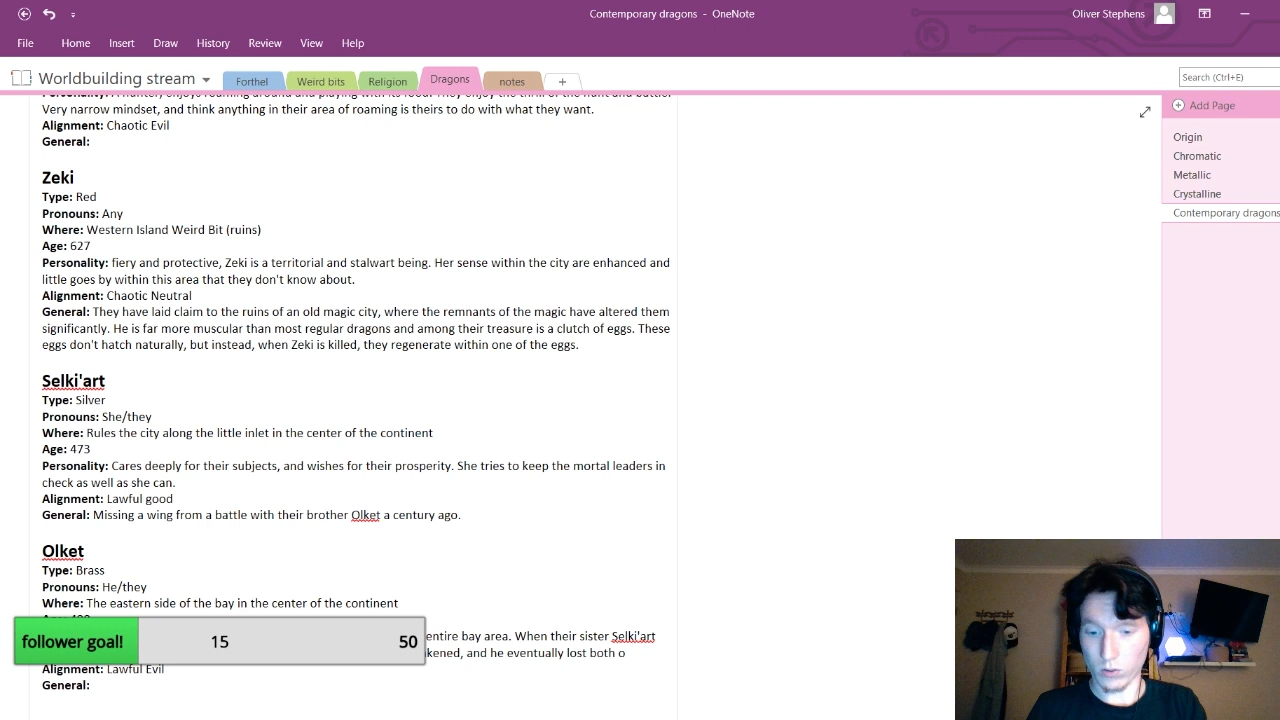 Contemporary dragons - OneNote
Oliver Stephens
File Home Insert Draw History Review View Help
Worldbuilding stream
Forthel Weird bits Religion Dragons notes +
Search (Ctrl+E)
Very narrow mindset, and think anything in their area of roaming is theirs to do with what they want.
Alignment: Chaotic Evil
General:
Zeki
Type: Red
Pronouns: Any
Where: Western Island Weird Bit (ruins)
Age: 627
Personality: fiery and protective, Zeki is a territorial and stalwart being. Her sense within the city are enhanced and
little goes by within this area that they don't know about.
Alignment: Chaotic Neutral
General: They have laid claim to the ruins of an old magic city, where the remnants of the magic have altered them
significantly. He is far more muscular than most regular dragons and among their treasure is a clutch of eggs. These
eggs don't hatch naturally, but instead, when Zeki is killed, they regenerate within one of the eggs.
Selki'art
Type: Silver
Pronouns: She/they
Where: Rules the city along the little inlet in the center of the continent
Age: 473
Personality: Cares deeply for their subjects, and wishes for their prosperity. She tries to keep the mortal leaders in
check as well as she can.
Alignment: Lawful good
General: Missing a wing from a battle with their brother Olket a century ago.
Olket
Type: Brass
Pronouns: He/they
Where: The eastern side of the bay in the center of the continent
entire bay area. When their sister Selki'art
kened, and he eventually lost both o
Alignment: Lawful Evil
General:
follower goal! 15 50
Add Page
Origin
Chromatic
Metallic
Crystalline
Contemporary dragons